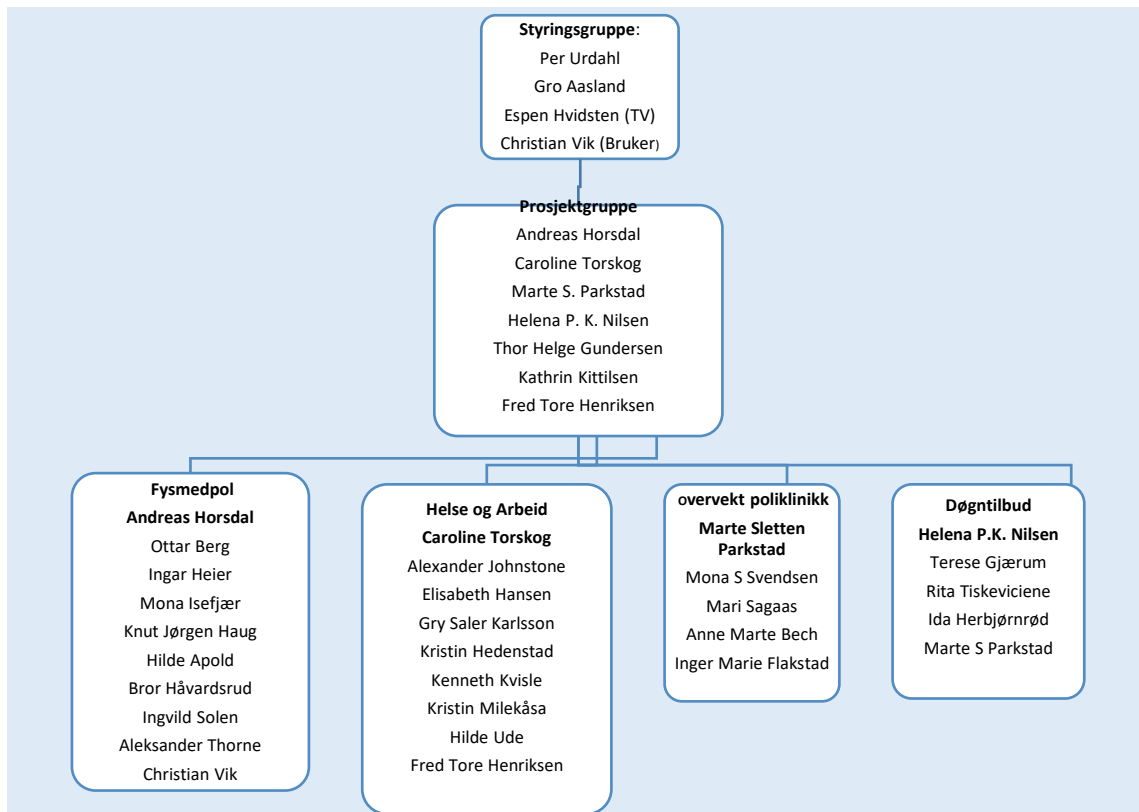 Styringsgruppe:
Per Urdahl
Gro Aasland
Espen Hvidsten (TV)
Christian Vik (Bruker)
Prosjektgruppe
Andreas Horsdal
Caroline Torskog
Marte S. Parkstad
Helena P. K. Nilsen
Thor Helge Gundersen
Kathrin Kittilsen
Fred Tore Henriksen
Fysmedpol
Andreas Horsdal
Ottar Berg
Ingar Heier
Mona Isefjær
Knut Jørgen Haug
Hilde Apold
Bror Håvardsrud
Ingvild Solen
Aleksander Thorne
Christian Vik
Helse og Arbeid
Caroline Torskog
Alexander Johnstone
Elisabeth Hansen
Gry Saler Karlsson
Kristin Hedenstad
Kenneth Kvisle
Kristin Milekåsa
Hilde Ude
Fred Tore Henriksen
Overvekt poliklinikk
Marte Sletten
Parkstad
Mona S Svendsen
Mari Sagaas
Anne Marte Bech
Inger Marie Flakstad
Døgntilbud
Helena P.K. Nilsen
Terese Gjærum
Rita Tiskeviciene
Ida Herbjørnrød
Marte S Parkstad